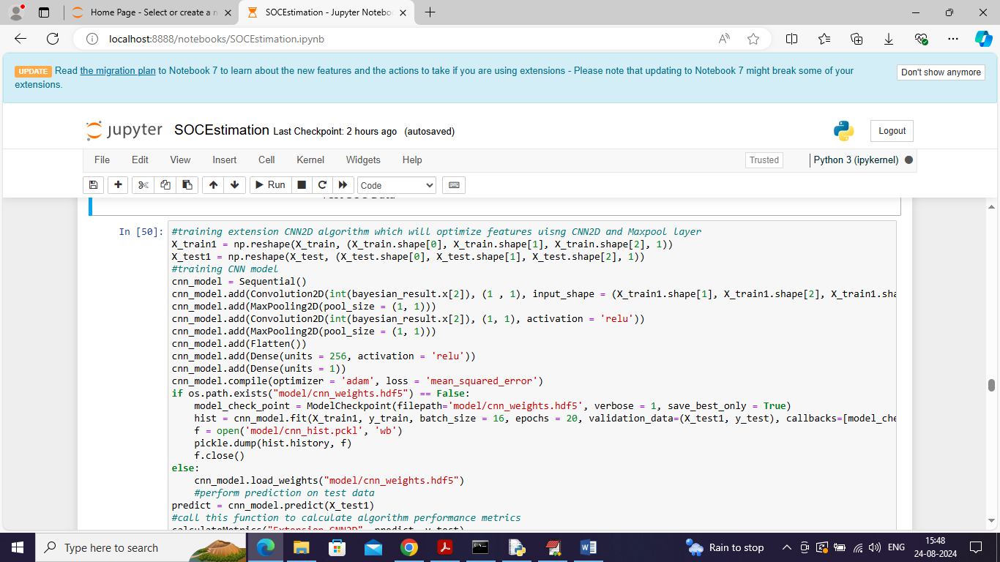 Home Page - Select or create a n
SOCEstimation - Jupyter Notebo
localhost:8888/notebooks/SOCEstimation.ipynb
UPDATE Read the migration plan to Notebook 7 to learn about the new features and the actions to take if you are using extensions - Please note that updating to Notebook 7 might break some of your
extensions.
Don't show anymore
jupyter SOCEstimation Last Checkpoint: 2 hours ago (autosaved)
Logout
File Edit View Insert Cell Kernel Widgets Help
Trusted
Python 3 (ipykernel)
Run
Code
In [50]:
#training extension CNN2D algorithm which will optimize features uisng CNN2D and Maxpool layer
X_train1 = np.reshape(X_train, (X_train.shape[0], X_train.shape[1], X_train.shape[2], 1))
X_test1 = np.reshape(X_test, (X_test.shape[0], X_test.shape[1], X_test.shape[2], 1))
#training CNN model
cnn_model = Sequential()
cnn_model.add(Convolution2D(int(bayesian_result.x[2]), (1 , 1), input_shape = (X_train1.shape[1], X_train1.shape[2], X_train1.sha
cnn_model.add(MaxPooling2D(pool_size = (1, 1)))
cnn_model.add(Convolution2D(int(bayesian_result.x[2]), (1, 1), activation = 'relu'))
cnn_model.add(MaxPooling2D(pool_size = (1, 1)))
cnn_model.add(Flatten())
cnn_model.add(Dense(units = 256, activation = 'relu'))
cnn_model.add(Dense(units = 1))
cnn_model.compile(optimizer = 'adam', loss = 'mean_squared_error')
if os.path.exists("model/cnn_weights.hdf5") == False:
    model_check_point = ModelCheckpoint(filepath='model/cnn_weights.hdf5', verbose = 1, save_best_only = True)
    hist = cnn_model.fit(X_train1, y_train, batch_size = 16, epochs = 20, validation_data=(X_test1, y_test), callbacks=[model_che
    f = open('model/cnn_hist.pckl', 'wb')
    pickle.dump(hist.history, f)
    f.close()
else:
    cnn_model.load_weights("model/cnn_weights.hdf5")
    #perform prediction on test data
predict = cnn_model.predict(X_test1)
#call this function to calculate algorithm performance metrics
calculateMetrics("Extension CNN2D", predict, y_test)
Type here to search
Rain to stop
ENG
15:48
24-08-2024